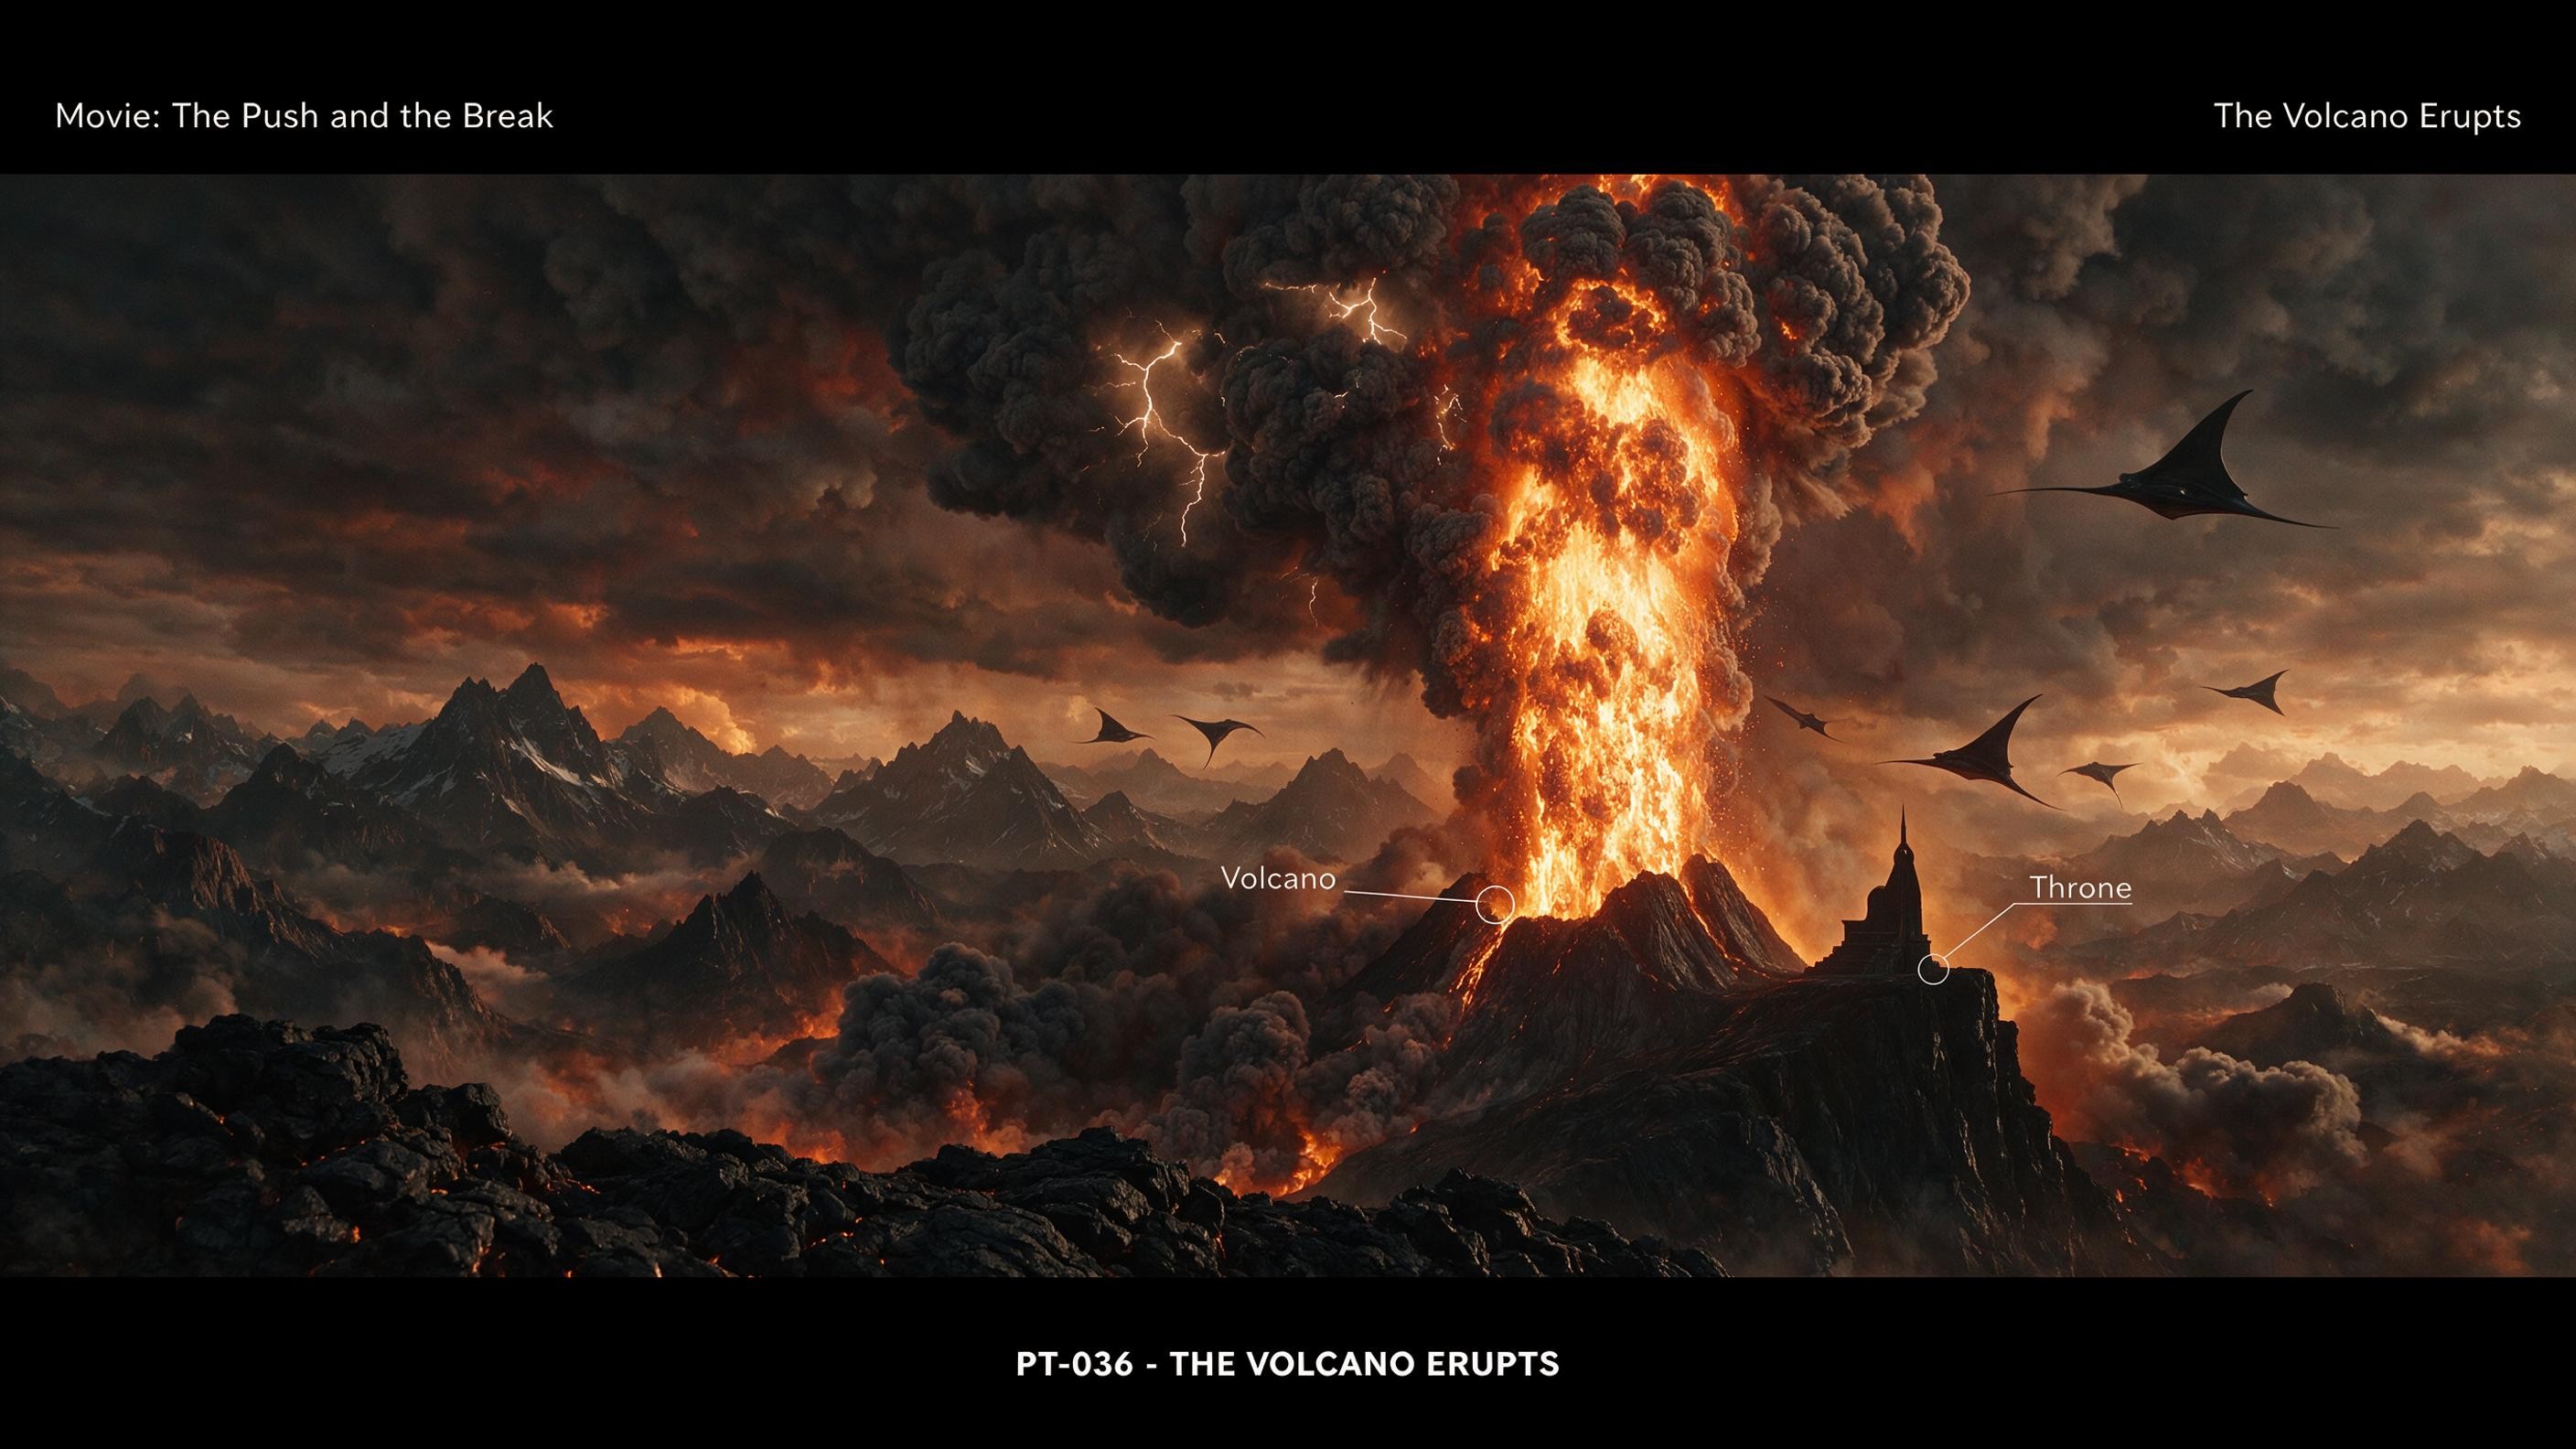 Movie: The Push and the Break
The Volcano Erupts
Volcano
Throne
PT-036 - THE VOLCANO ERUPTS